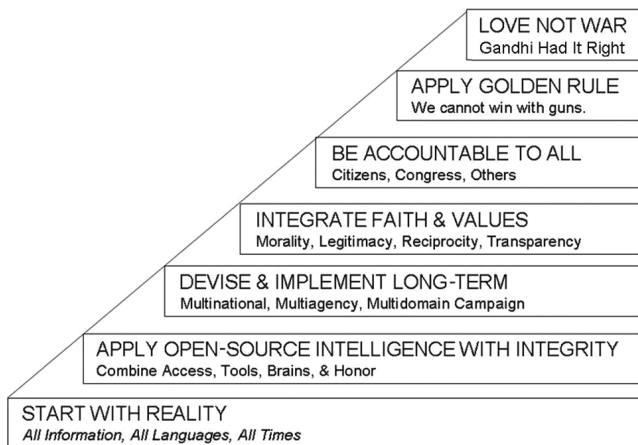 LOVE NOT WAR
Gandhi Had It Right
APPLY GOLDEN RULE
We cannot win with guns.
BE ACCOUNTABLE TO ALL
Citizens, Congress, Others
INTEGRATE FAITH & VALUES
Morality, Legitimacy, Reciprocity, Transparency
DEVISE & IMPLEMENT LONG-TERM
Multinational, Multiagency, Multidomain Campaign
APPLY OPEN-SOURCE INTELLIGENCE WITH INTEGRITY
Combine Access, Tools, Brains, & Honor
START WITH REALITY
All Information, All Languages, All Times